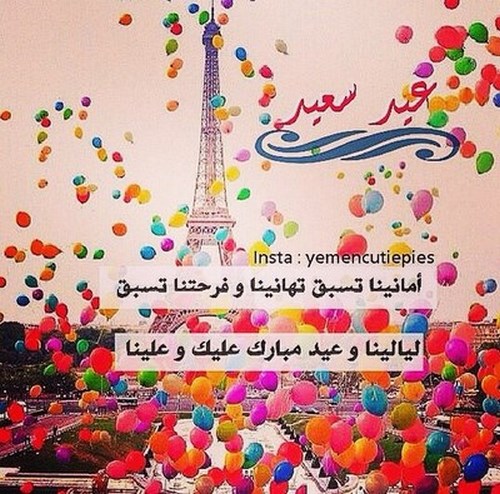 عيد سعيد
Insta : yemencutiepies
أمانينا تسبق تهانينا و فرحتنا تسبق
ليالينا و عيد مبارك عليك و علينا